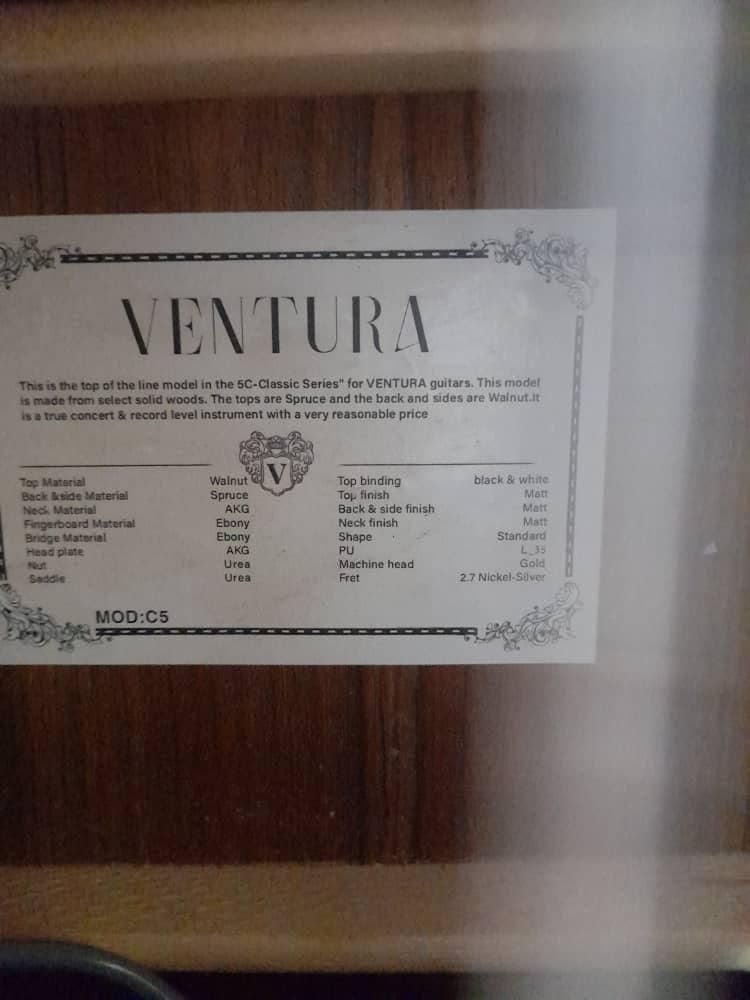 VENTURA
This is the top of the line model in the 5C-Classic Series" for VENTURA guitars. This model
is made from select solid woods. The tops are Spruce and the back and sides are Walnut.It
is a true concert & record level instrument with a very reasonable price
V
Top Material Walnut Top binding black & white
Back &side Material Spruce Top finish Matt
Neck Material AKG Back & side finish Matt
Fingerboard Material Ebony Neck finish Matt
Bridge Material Ebony Shape Standard
Head plate AKG PU L_35
Nut Urea Machine head Gold
Saddle Urea Fret 2.7 Nickel-Silver
MOD:C5